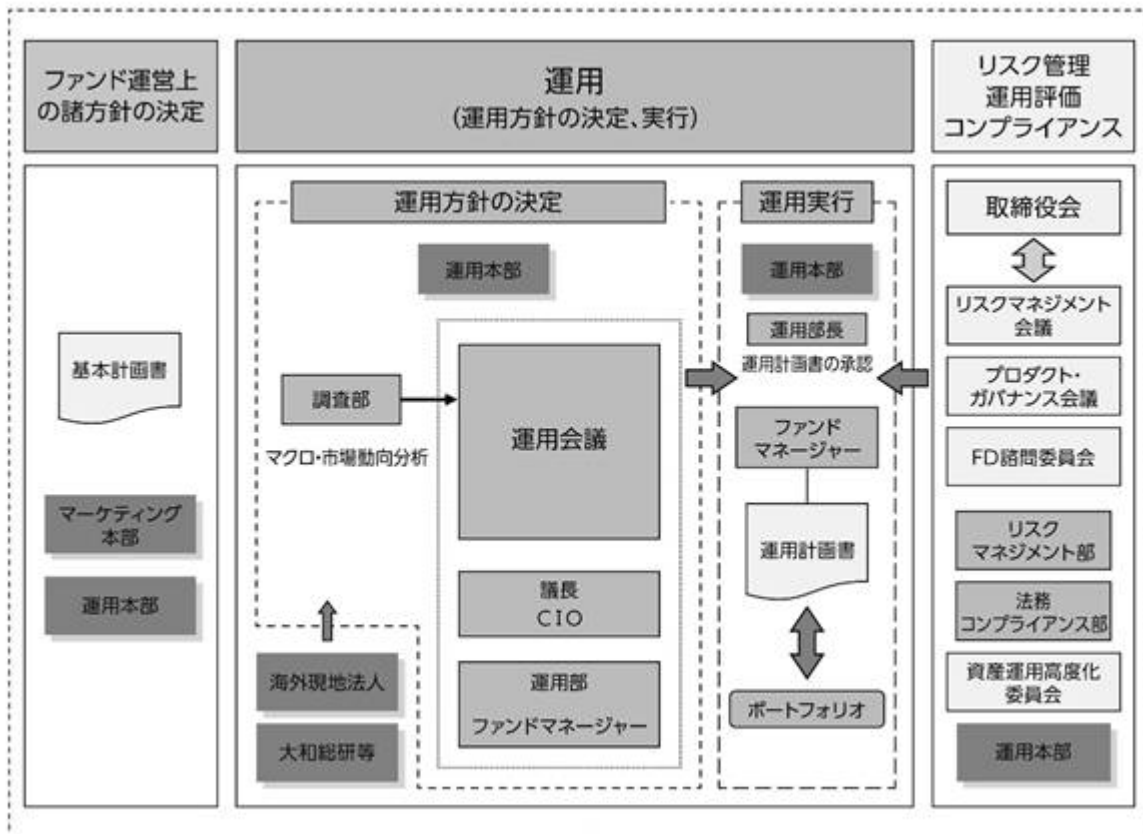 ファンド運営上
の諸方針の決定
基本計画書
マーケティング
本部
運用本部
運用
(運用方針の決定、実行)
運用方針の決定
運用本部
調査部
マクロ・市場動向分析
運用会議
議長
CIO
運用部
ファンドマネージャー
海外現地法人
大和総研等
運用実行
運用本部
運用部長
運用計画書の承認
ファンド
マネージャー
運用計画書
ポートフォリオ
リスク管理
運用評価
コンプライアンス
取締役会
リスクマネジメント
会議
プロダクト・
ガバナンス会議
FD諮問委員会
リスク
マネジメント部
法務
コンプライアンス部
資産運用高度化
委員会
運用本部